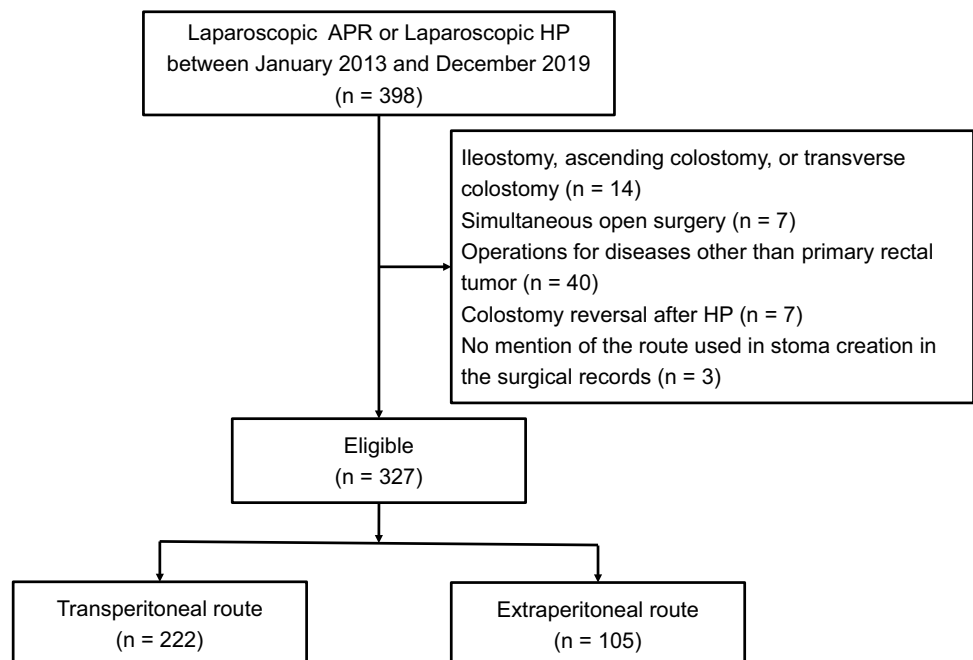 Laparoscopic APR or Laparoscopic HP
between January 2013 and December 2019
(n = 398)
Ileostomy, ascending colostomy, or transverse
colostomy (n = 14)
Simultaneous open surgery (n = 7)
Operations for diseases other than primary rectal
tumor (n = 40)
Colostomy reversal after HP (n = 7)
No mention of the route used in stoma creation in
the surgical records (n = 3)
Eligible
(n = 327)
Transperitoneal route
(n = 222)
Extraperitoneal route
(n = 105)